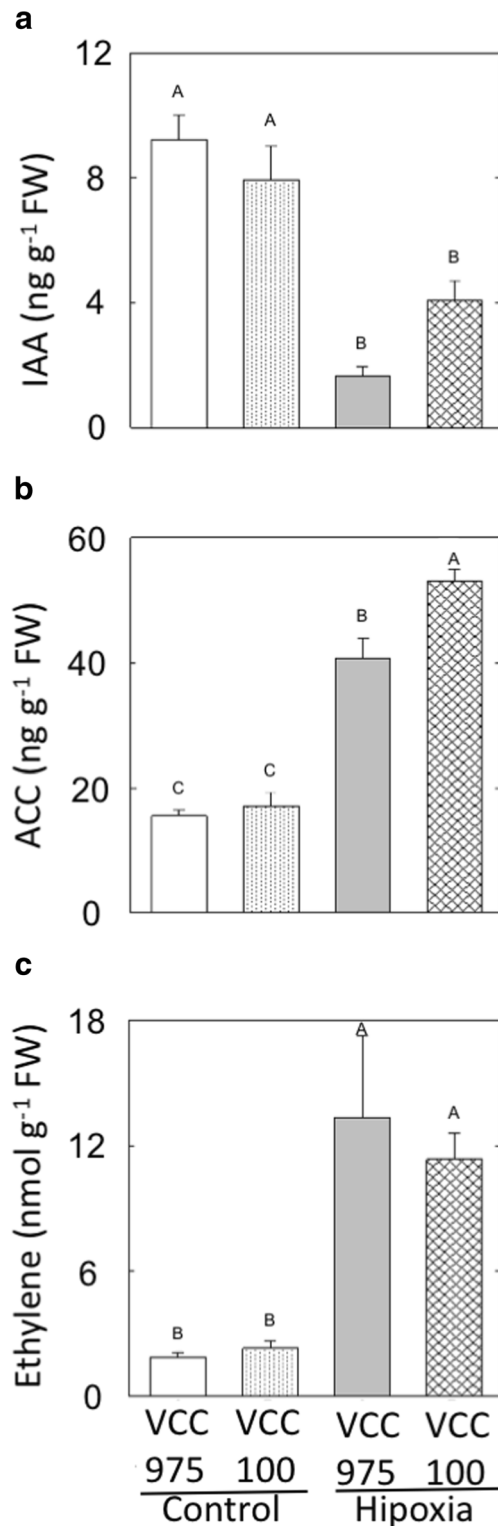 a
12
8
4
0
IAA (ng g⁻¹ FW)
A
A
B
B
b
60
40
20
0
ACC (ng g⁻¹ FW)
C
C
B
A
c
18
12
6
0
Ethylene (nmol g⁻¹ FW)
B
B
A
A
VCC VCC VCC VCC
975 100 975 100
Control Hipoxia